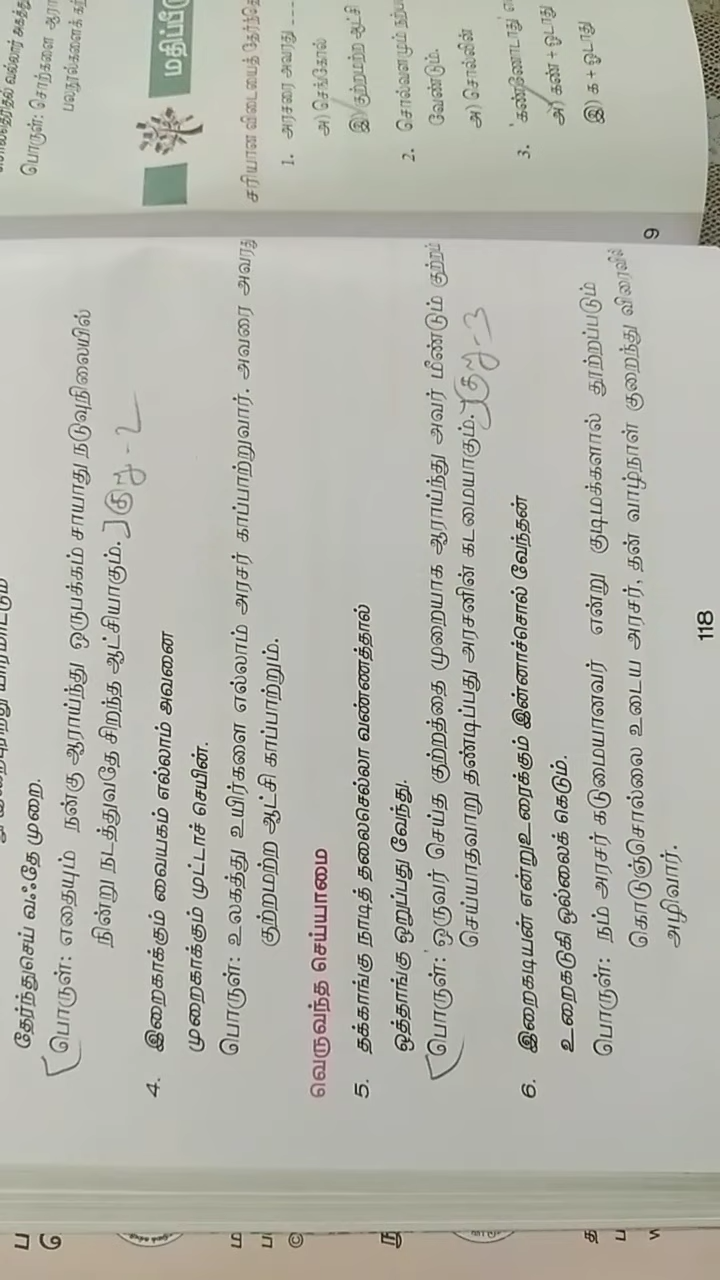 தேர்ந்துசெய் வஃதே முறை.
பொருள்: எதையும் நன்கு ஆராய்ந்து ஒருபக்கம் சாயாது நடுவுநிலையில்
நின்று நடத்துவதே சிறந்த ஆட்சியாகும். குறு-2
4. இறைகாக்கும் வையகம் எல்லாம் அவனை
முறைகாக்கும் முட்டாச் செயின்.
பொருள்: உலகத்து உயிர்களை எல்லாம் அரசர் காப்பாற்றுவார். அவரை அவரது
குற்றமற்ற ஆட்சி காப்பாற்றும்.
வெருவந்த செய்யாமை
5. தக்காங்கு நாடித் தலைசெல்லா வண்ணத்தால்
ஒத்தாங்கு ஒறுப்பது வேந்து.
பொருள்: ஒருவர் செய்த குற்றத்தை முறையாக ஆராய்ந்து அவர் மீண்டும் குற்றம்
செய்யாதவாறு தண்டிப்பது அரசனின் கடமையாகும். குறு-3
6. இறைகடியன் என்றுஉரைக்கும் இன்னாச்சொல் வேந்தன்
உறைகடுகி ஒல்லைக் கெடும்.
பொருள்: நம் அரசர் கடுமையானவர் என்று குடிமக்களால் தூற்றப்படும்
கொடுஞ்சொல்லை உடைய அரசர், தன் வாழ்நாள் குறைந்து விரைவில்
அழிவார்.
118
பொருள்: சொற்களை
மதிப்பீடு
சரியான விடையைத்
1. அரசரை அவரது ----
அ) செங்கோல்
இ) குற்றமற்ற ஆட்சி
2. சொல்வளமும்
வேண்டும்.
அ) சொல்லின்
3. 'கண்ணோடாது'
அ) கண் + ஓடாது
இ) க + ஓடாது
9